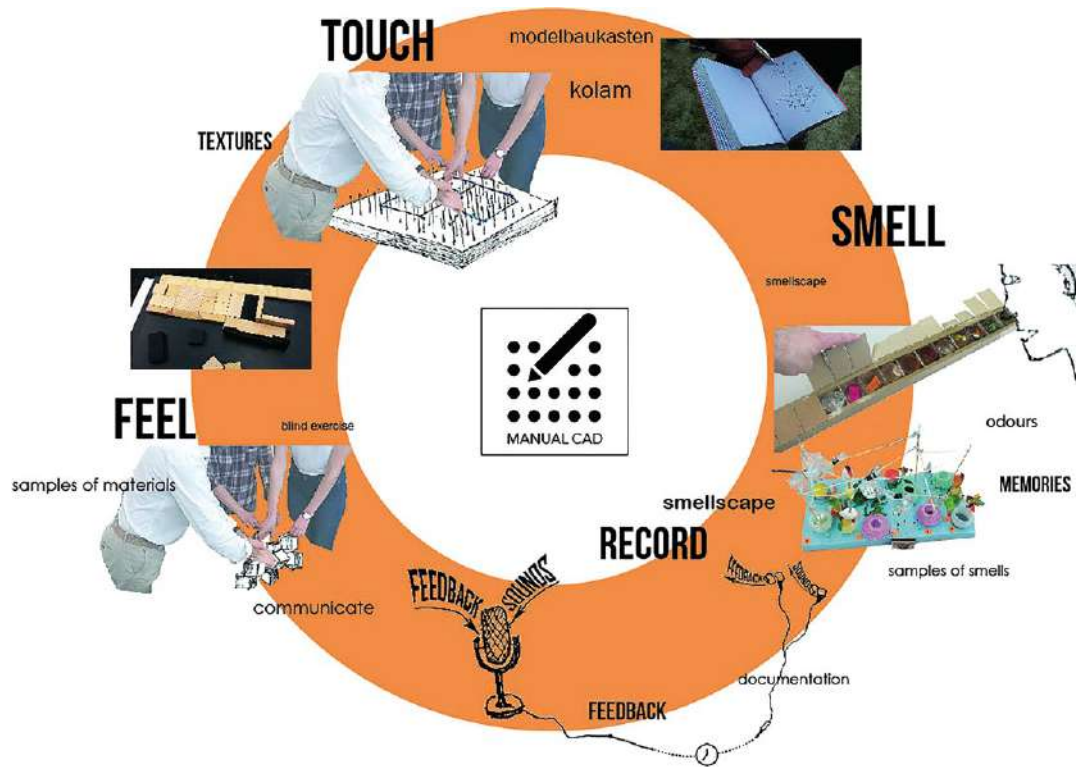 TOUCH
modelbaukasten
kolam
TEXTURES
SMELL
smellscape
odours
MEMORIES
samples of smells
MANUAL CAD
FEEL
blind exercise
samples of materials
communicate
smellscape
RECORD
FEEDBACK
SOUNDS
FEEDBACK
SOUNDS
documentation
FEEDBACK